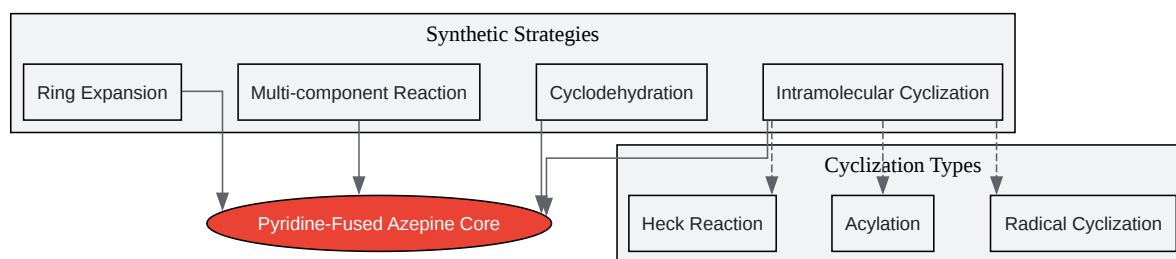 Synthetic Strategies
Ring Expansion
Multi-component Reaction
Cyclodehydration
Intramolecular Cyclization
Cyclization Types
Pyridine-Fused Azepine Core
Heck Reaction
Acylation
Radical Cyclization